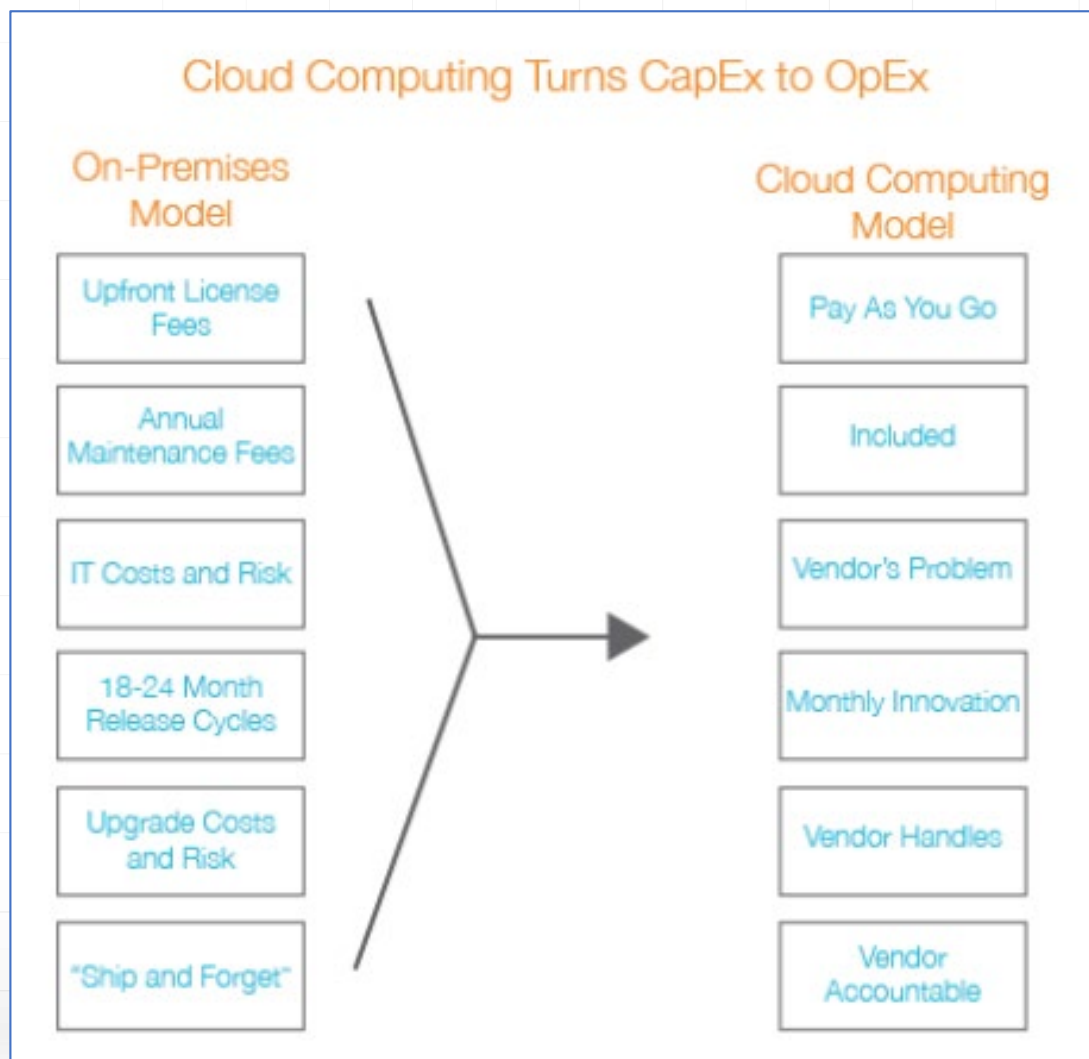 Cloud Computing Turns CapEx to OpEx
On-Premises
Model
Upfront License
Fees
Annual
Maintenance Fees
IT Costs and Risk
18-24 Month
Release Cycles
Upgrade Costs
and Risk
"Ship and Forget"
Cloud Computing
Model
Pay As You Go
Included
Vendor's Problem
Monthly Innovation
Vendor Handles
Vendor
Accountable